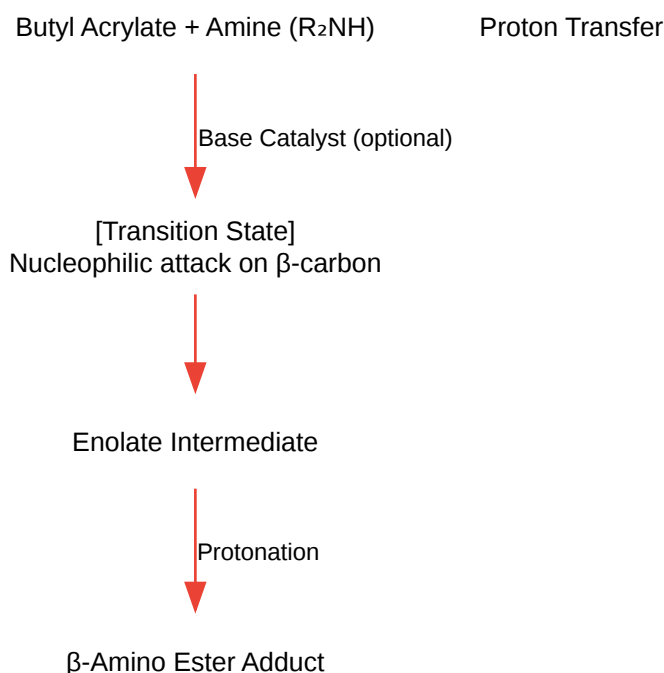 Butyl Acrylate + Amine (R₂NH)
Proton Transfer
Base Catalyst (optional)
[Transition State]
Nucleophilic attack on β-carbon
Enolate Intermediate
Protonation
β-Amino Ester Adduct